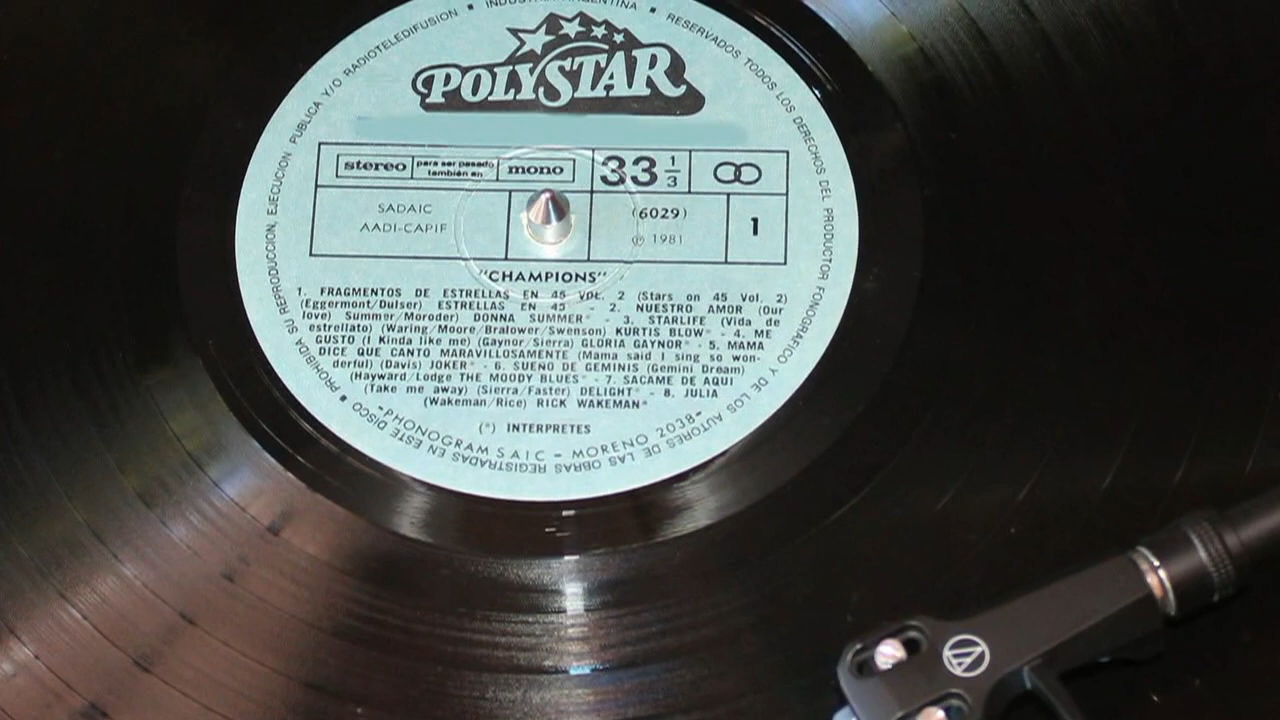 PROHIBIDA SU REPRODUCCION, EJECUCION PUBLICA Y/O RADIOTELEDIFUSION ▪ INDUSTRIA ARGENTINA ▪ RESERVADOS TODOS LOS DERECHOS DEL PRODUCTOR FONOGRAFICO Y DE LOS AUTORES DE LAS OBRAS REGISTRADAS EN ESTE DISCO ▪
POLYSTAR
stereo para ser pasado también en mono 33 1/3
SADAIC
AADI-CAPIF
(6029)
℗ 1981
1
"CHAMPIONS"
1. FRAGMENTOS DE ESTRELLAS EN 45 VOL. 2 (Stars on 45 Vol. 2)
(Eggermont/Dulser) ESTRELLAS EN 45 - 2. NUESTRO AMOR (Our
love) Summer/Moroder) DONNA SUMMER* - 3. STARLIFE (Vida de
estrellato) (Waring/Moore/Bralower/Swenson) KURTIS BLOW* - 4. ME
GUSTO (I Kinda like me) (Gaynor/Sierra) GLORIA GAYNOR* - 5. MAMA
DICE QUE CANTO MARAVILLOSAMENTE (Mama said I sing so won-
derful) (Davis) JOKER* - 6. SUEÑO DE GEMINIS (Gemini Dream)
(Hayward/Lodge THE MOODY BLUES* - 7. SACAME DE AQUI
(Take me away) (Sierra/Faster) DELIGHT* - 8. JULIA
(Wakeman/Rice) RICK WAKEMAN*
(*) INTERPRETES
-PHONOGRAM S A I C - MORENO 2038-